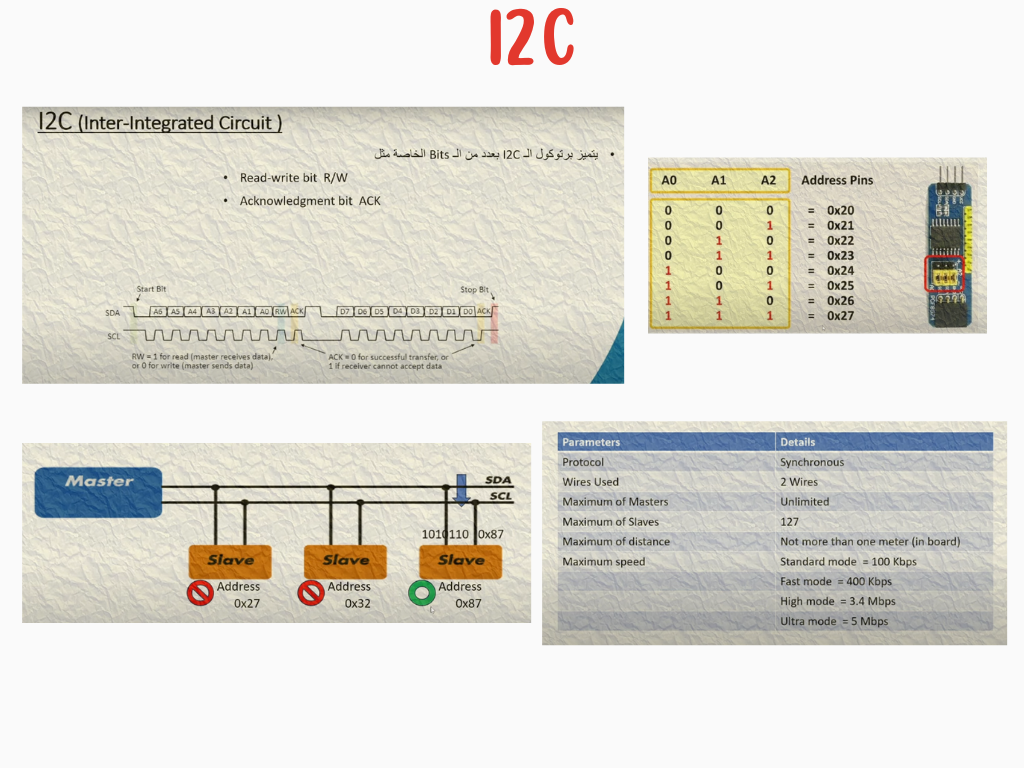 I2C
I2C (Inter-Integrated Circuit )
• يتميز برتوكول الـ I2C بعدد من الـ Bits الخاصة مثل
• Read-write bit R/W
• Acknowledgment bit ACK
Start Bit Stop Bit
SDA A6 A5 A4 A3 A2 A1 A0 RW ACK D7 D6 D5 D4 D3 D2 D1 D0 ACK
SCL
RW = 1 for read (master receives data),
or 0 for write (master sends data)
ACK = 0 for successful transfer, or
1 if receiver cannot accept data
A0 A1 A2 Address Pins
0 0 0 = 0x20
0 0 1 = 0x21
0 1 0 = 0x22
0 1 1 = 0x23
1 0 0 = 0x24
1 0 1 = 0x25
1 1 0 = 0x26
1 1 1 = 0x27
Master
SDA
SCL
1010110 0x87
Slave Slave Slave
Address Address Address
0x27 0x32 0x87
Parameters Details
Protocol Synchronous
Wires Used 2 Wires
Maximum of Masters Unlimited
Maximum of Slaves 127
Maximum of distance Not more than one meter (in board)
Maximum speed Standard mode = 100 Kbps
Fast mode = 400 Kbps
High mode = 3.4 Mbps
Ultra mode = 5 Mbps